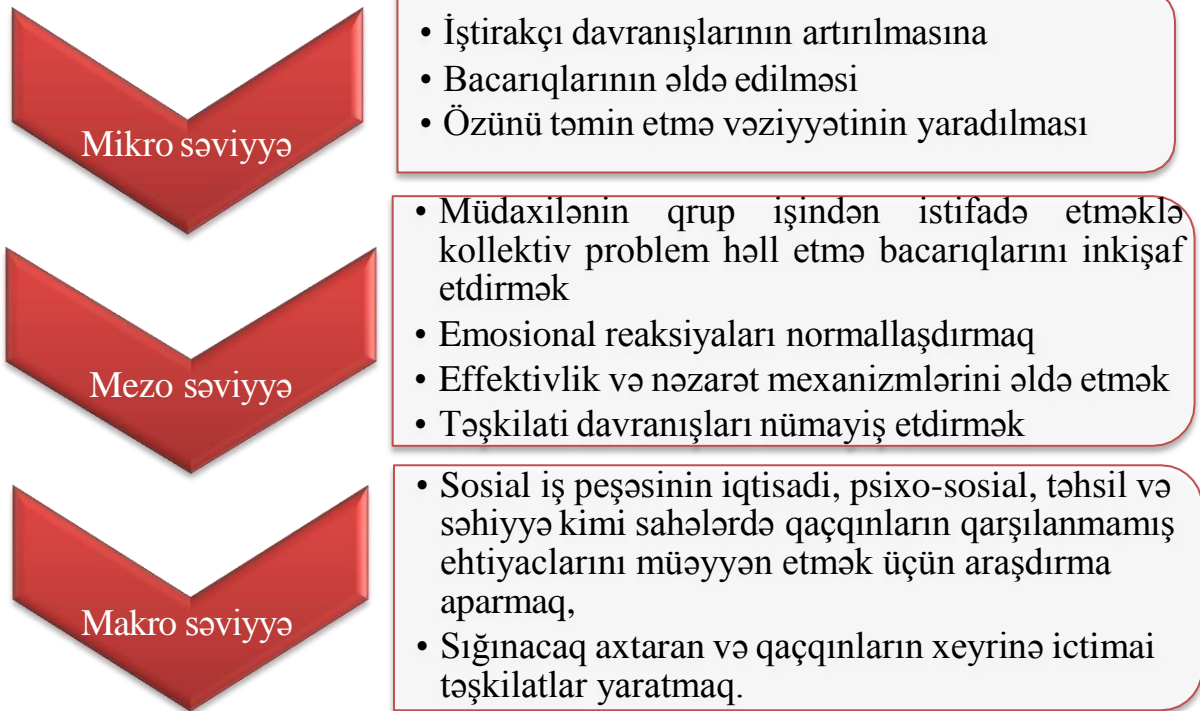 Mikro səviyyə
• İştirakçı davranışlarının artırılmasına
• Bacarıqlarının əldə edilməsi
• Özünü təmin etmə vəziyyətinin yaradılması
Mezo səviyyə
• Müdaxilənin qrup işindən istifadə etməklə
kollektiv problem həll etmə bacarıqlarını inkişaf
etdirmək
• Emosional reaksiyaları normallaşdırmaq
• Effektivlik və nəzarət mexanizmlərini əldə etmək
• Təşkilati davranışları nümayiş etdirmək
Makro səviyyə
• Sosial iş peşəsinin iqtisadi, psixo-sosial, təhsil və
səhiyyə kimi sahələrdə qaçqınların qarşılanmamış
ehtiyaclarını müəyyən etmək üçün araşdırma
aparmaq,
• Sığınacaq axtaran və qaçqınların xeyrinə ictimai
təşkilatlar yaratmaq.